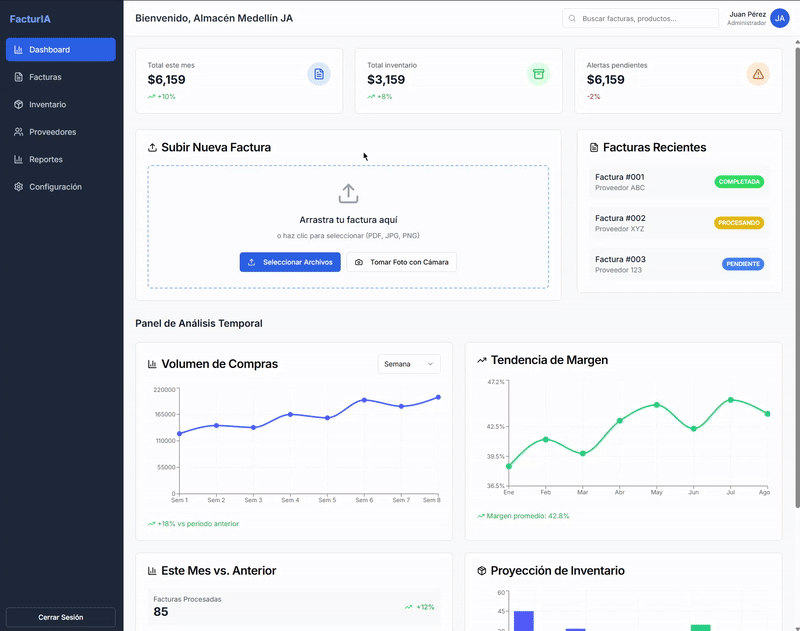 FacturIA
Dashboard
Facturas
Inventario
Proveedores
Reportes
Configuración
Cerrar Sesión
Bienvenido, Almacén Medellín JA
Buscar facturas, productos...
Juan Pérez
Administrador
JA
Total este mes
$6,159
+10%
Total inventario
$3,159
+8%
Alertas pendientes
$6,159
-2%
Subir Nueva Factura
Arrastra tu factura aquí
o haz clic para seleccionar (PDF, JPG, PNG)
Seleccionar Archivos
Tomar Foto con Cámara
Facturas Recientes
Factura #001
Proveedor ABC
COMPLETADA
Factura #002
Proveedor XYZ
PROCESANDO
Factura #003
Proveedor 123
PENDIENTE
Panel de Análisis Temporal
Volumen de Compras
Semana
220000
165000
110000
55000
0
Sem 1 Sem 2 Sem 3 Sem 4 Sem 5 Sem 6 Sem 7 Sem 8
+18% vs periodo anterior
Tendencia de Margen
47.2%
42.5%
39.5%
36.5%
Ene Feb Mar Abr May Jun Jul Ago
Margen promedio: 42.8%
Este Mes vs. Anterior
Facturas Procesadas
85
+12%
Proyección de Inventario
60
45
30